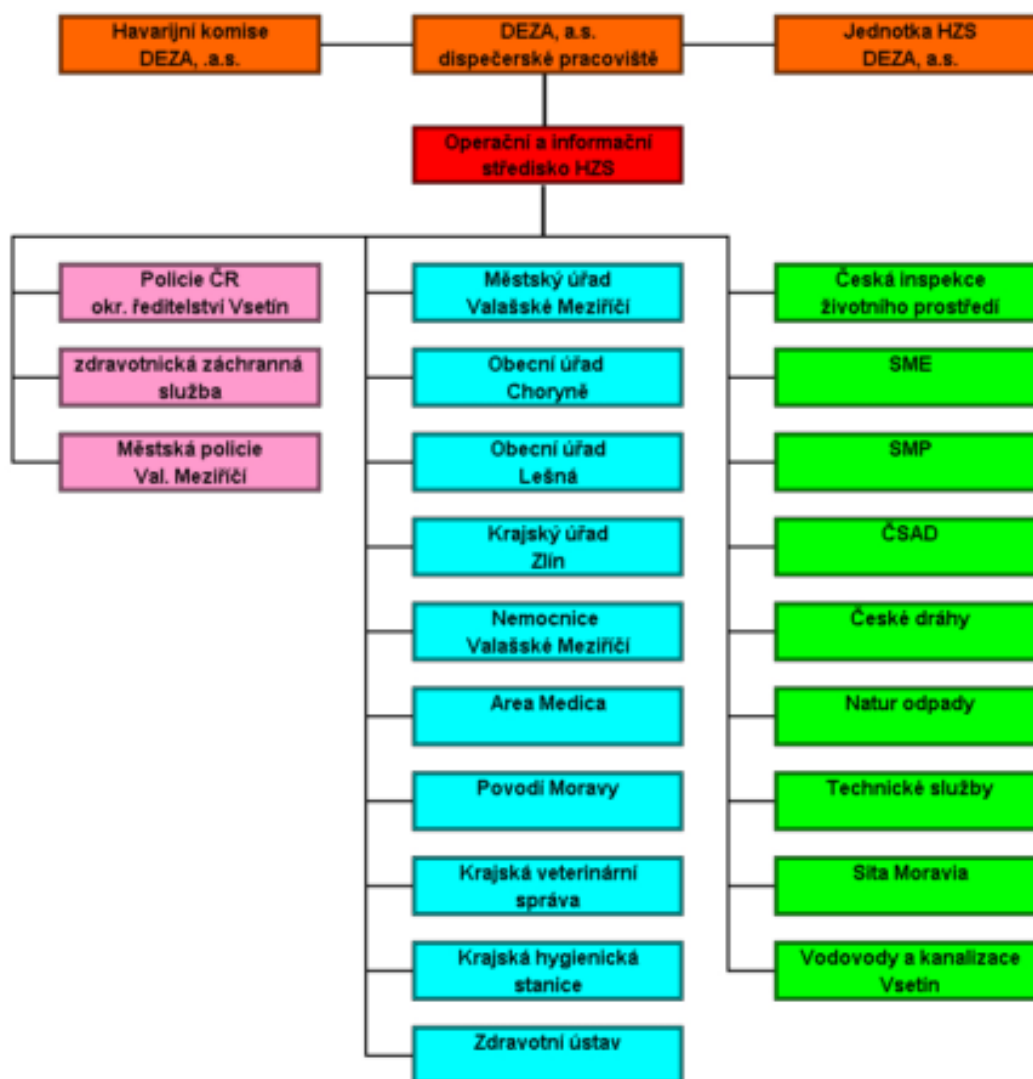 Havarijní komise
DEZA, .a.s.
DEZA, a.s.
dispečerské pracoviště
Jednotka HZS
DEZA, a.s.
Operační a informační
středisko HZS
Policie ČR
okr. ředitelství Vsetín
zdravotnická záchranná
služba
Městská policie
Val. Meziříčí
Městský úřad
Valašské Meziříčí
Obecní úřad
Choryně
Obecní úřad
Lešná
Krajský úřad
Zlín
Nemocnice
Valašské Meziříčí
Area Medica
Povodí Moravy
Krajská veterinární
správa
Krajská hygienická
stanice
Zdravotní ústav
Česká inspekce
životního prostředí
SME
SMP
ČSAD
České dráhy
Natur odpady
Technické služby
Sita Moravia
Vodovody a kanalizace
Vsetín